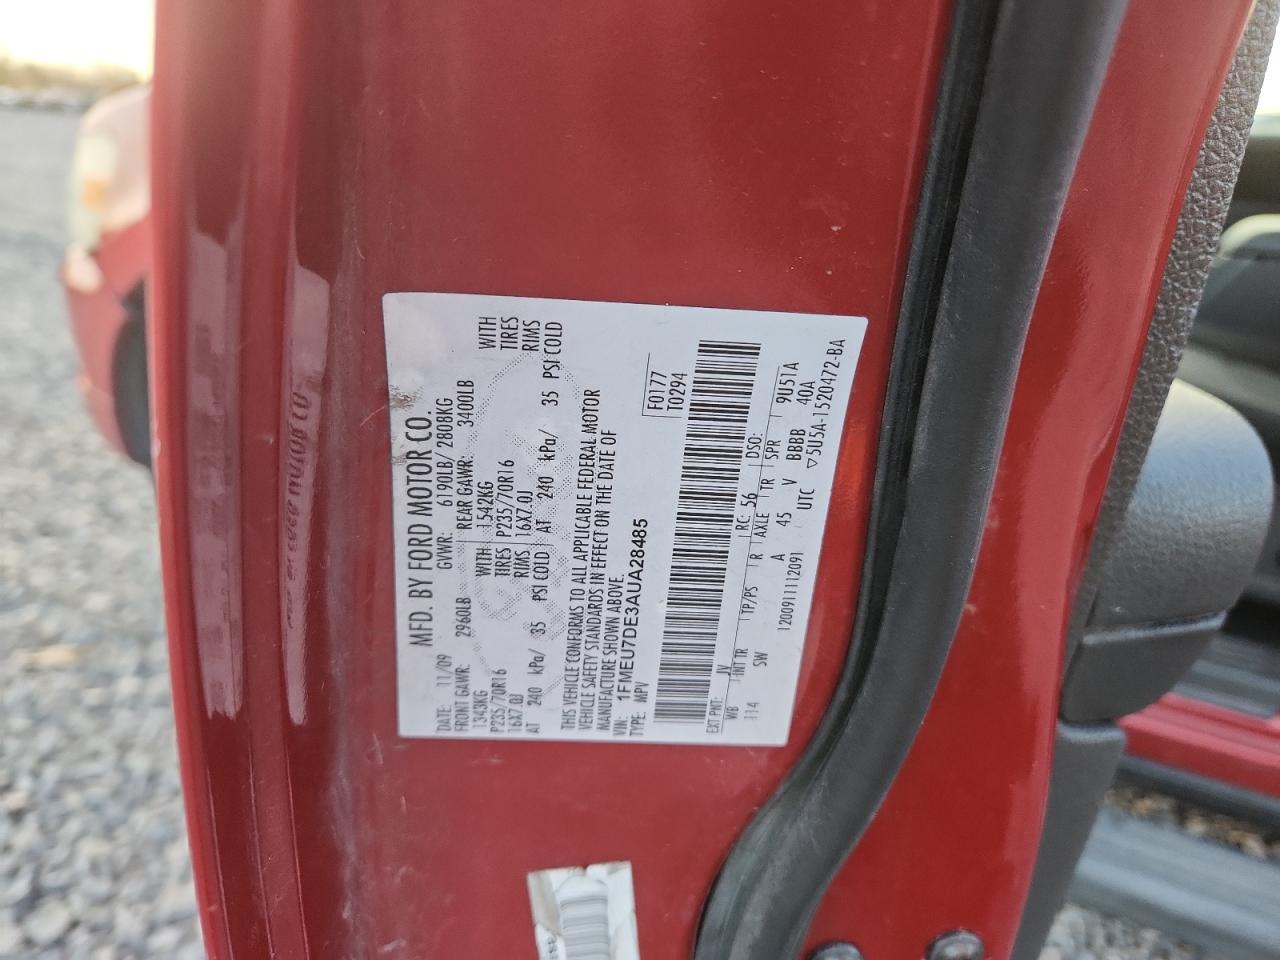 MFD. BY FORD MOTOR CO.
DATE: 11/09 GVWR: 6190LB/ 2808KG
FRONT GAWR: 2960LB REAR GAWR: 3400LB
1343KG WITH 1542KG WITH
P235/70R16 TIRES P235/70R16 TIRES
16X7.0J RIMS 16X7.0J RIMS
AT 240 kPa/ 35 PSI COLD AT 240 kPa/ 35 PSI COLD
THIS VEHICLE CONFORMS TO ALL APPLICABLE FEDERAL MOTOR
VEHICLE SAFETY STANDARDS IN EFFECT ON THE DATE OF
MANUFACTURE SHOWN ABOVE.
VIN: 1FMEU7DE3AUA28485
TYPE: MPV
F0177
T0294
EXT PNT: JV RC: 56 DSO:
WB INT TR TP/PS R AXLE TR SPR 9U51A
114 SW A 45 V BBBB 40A
120091112091 UTC ▽5U5A-1520472-BA